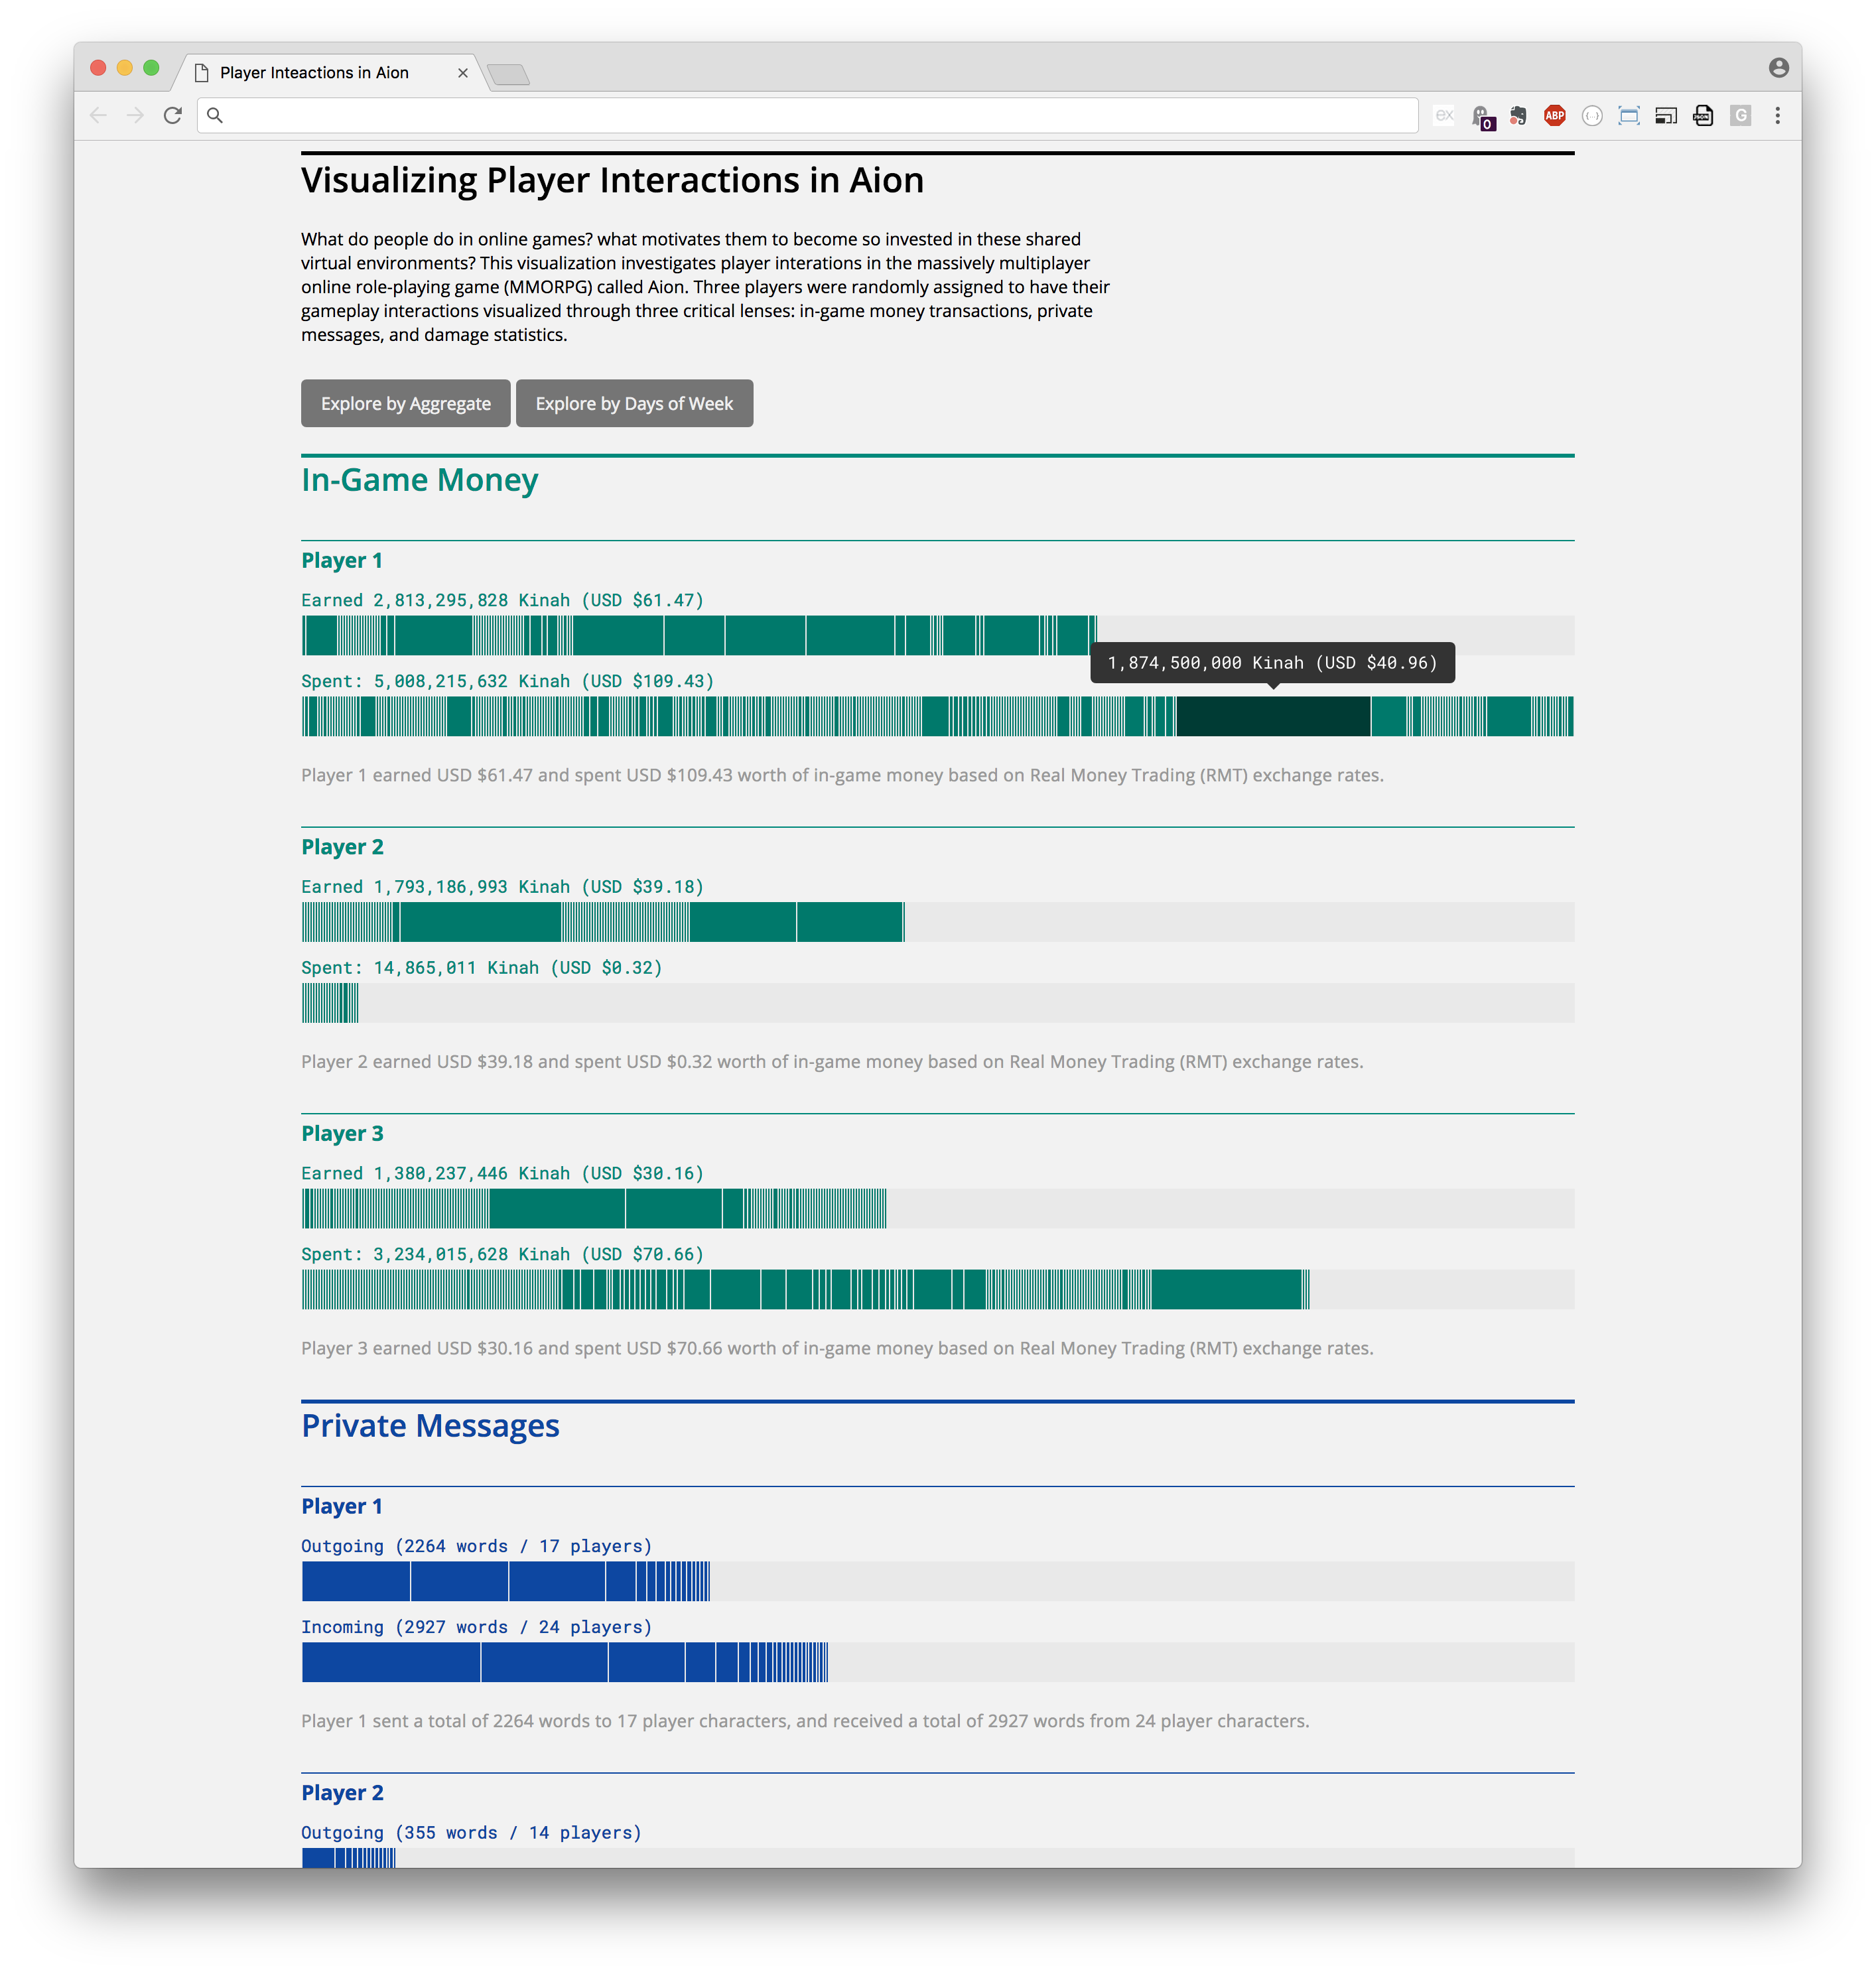 Player Inteactions in Aion
ex
0
ABP
JSON
G
Visualizing Player Interactions in Aion
What do people do in online games? what motivates them to become so invested in these shared
virtual environments? This visualization investigates player interations in the massively multiplayer
online role-playing game (MMORPG) called Aion. Three players were randomly assigned to have their
gameplay interactions visualized through three critical lenses: in-game money transactions, private
messages, and damage statistics.
Explore by Aggregate
Explore by Days of Week
In-Game Money
Player 1
Earned 2,813,295,828 Kinah (USD $61.47)
1,874,500,000 Kinah (USD $40.96)
Spent: 5,008,215,632 Kinah (USD $109.43)
Player 1 earned USD $61.47 and spent USD $109.43 worth of in-game money based on Real Money Trading (RMT) exchange rates.
Player 2
Earned 1,793,186,993 Kinah (USD $39.18)
Spent: 14,865,011 Kinah (USD $0.32)
Player 2 earned USD $39.18 and spent USD $0.32 worth of in-game money based on Real Money Trading (RMT) exchange rates.
Player 3
Earned 1,380,237,446 Kinah (USD $30.16)
Spent: 3,234,015,628 Kinah (USD $70.66)
Player 3 earned USD $30.16 and spent USD $70.66 worth of in-game money based on Real Money Trading (RMT) exchange rates.
Private Messages
Player 1
Outgoing (2264 words / 17 players)
Incoming (2927 words / 24 players)
Player 1 sent a total of 2264 words to 17 player characters, and received a total of 2927 words from 24 player characters.
Player 2
Outgoing (355 words / 14 players)